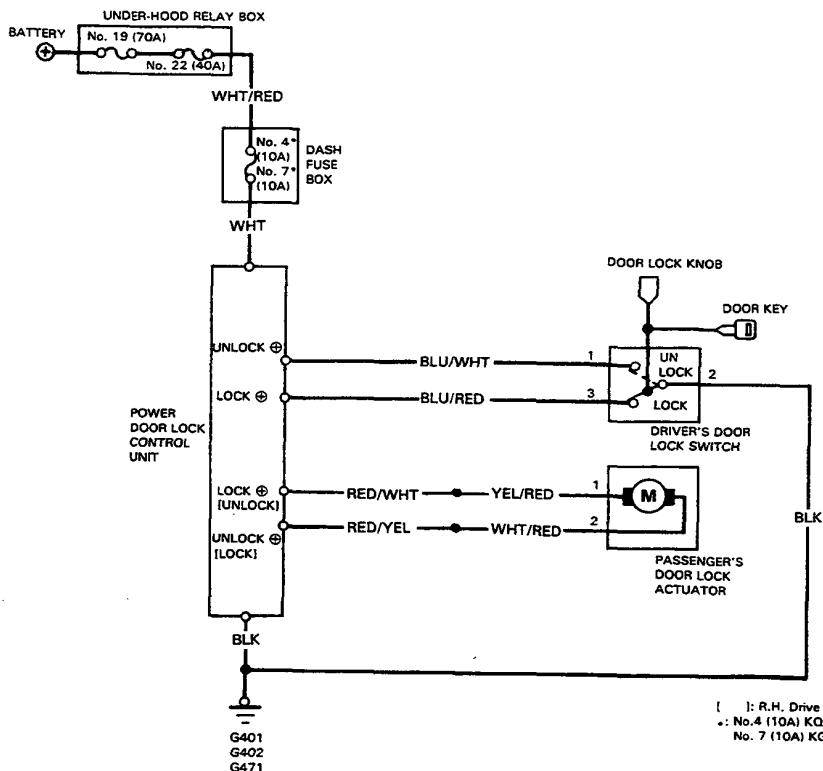 UNDER-HOOD RELAY BOX
BATTERY
No. 19 (70A)
No. 22 (40A)
WHT/RED
No. 4*
(10A)
No. 7*
(10A)
DASH
FUSE
BOX
WHT
DOOR LOCK KNOB
DOOR KEY
UNLOCK ⊕
BLU/WHT
1
UN
LOCK
2
LOCK ⊕
BLU/RED
3
LOCK
DRIVER'S DOOR
LOCK SWITCH
POWER
DOOR LOCK
CONTROL
UNIT
LOCK ⊕
[UNLOCK]
RED/WHT
YEL/RED
1
M
UNLOCK ⊕
[LOCK]
RED/YEL
WHT/RED
2
BLK
PASSENGER'S
DOOR LOCK
ACTUATOR
BLK
G401
G402
G471
[ ]: R.H. Drive
*: No.4 (10A) KQ
No. 7 (10A) KG